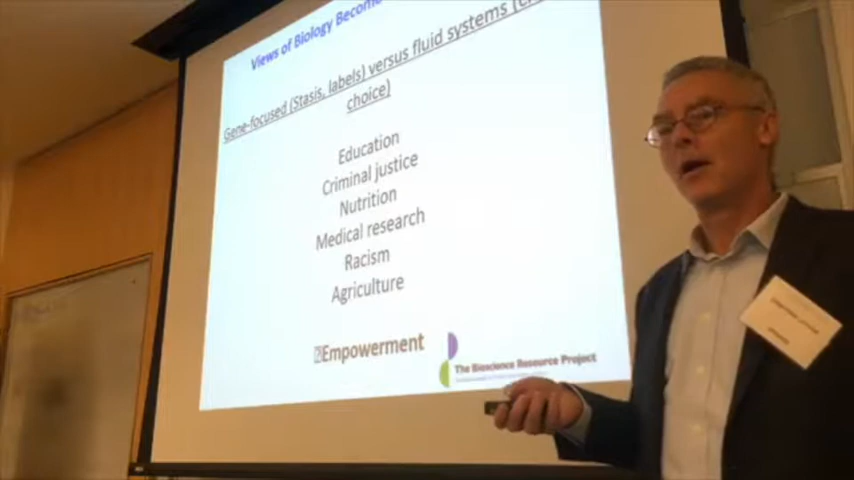 Views of Biology Become
Gene-focused (Stasis, labels) versus fluid systems
choice)
Education
Criminal justice
Nutrition
Medical research
Racism
Agriculture
Empowerment
The Bioscience Resource Project